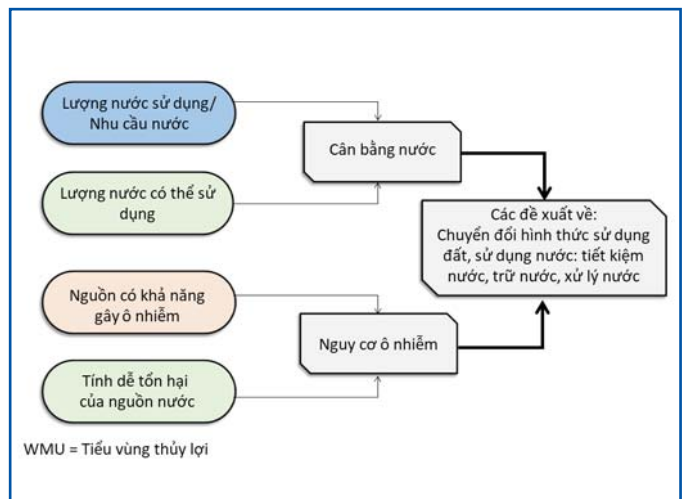 Lượng nước sử dụng/
Nhu cầu nước
Cân bằng nước
Lượng nước có thể sử
dụng
Các đề xuất về:
Chuyển đổi hình thức sử dụng
đất, sử dụng nước: tiết kiệm
nước, trữ nước, xử lý nước
Nguồn có khả năng
gây ô nhiễm
Nguy cơ ô nhiễm
Tính dễ tổn hại
của nguồn nước
WMU = Tiểu vùng thủy lợi